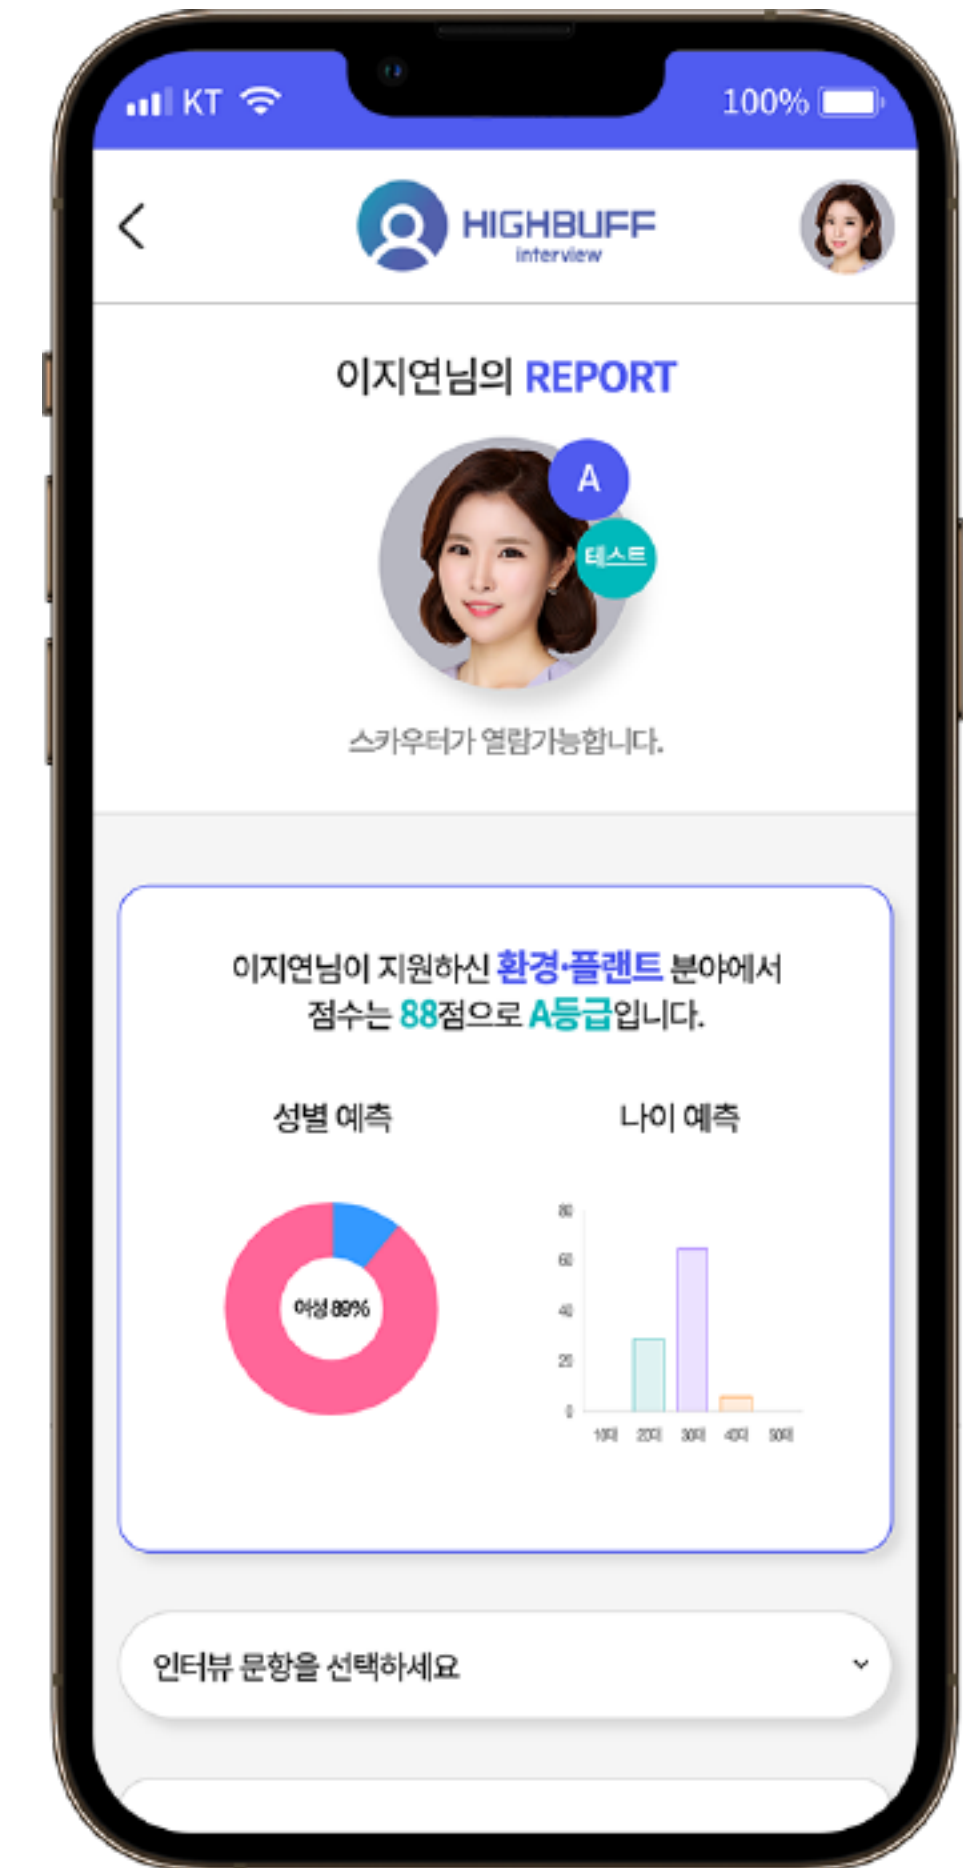 KT 100%
HIGHBUFF
interview
이지연님의 REPORT
A
테스트
스카우터가 열람가능합니다.
이지연님이 지원하신 환경·플랜트 분야에서
점수는 88점으로 A등급입니다.
성별 예측
나이 예측
여성 89%
80
60
40
20
0
10대 20대 30대 40대 50대
인터뷰 문항을 선택하세요